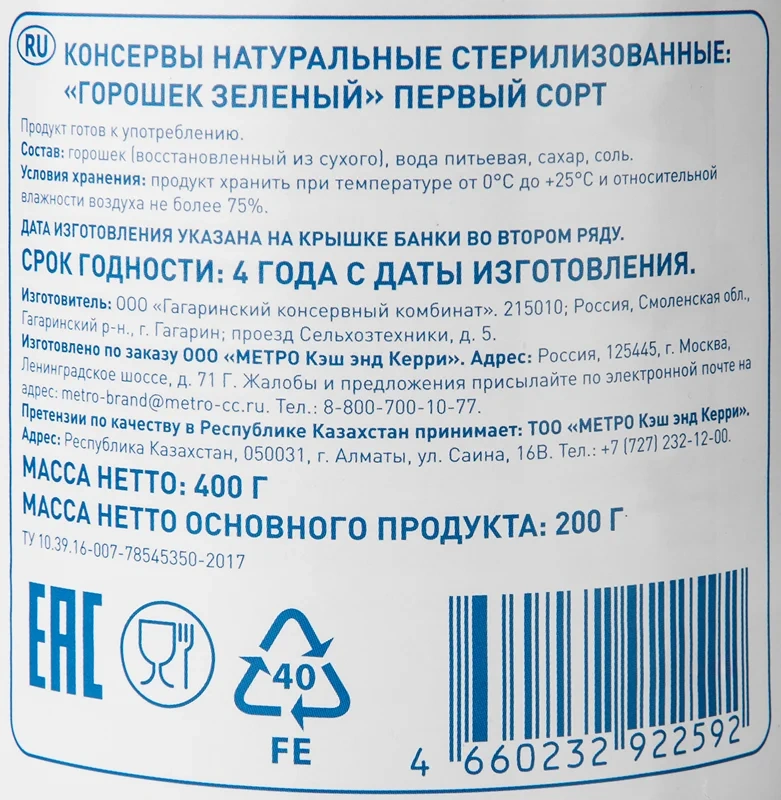 RU
КОНСЕРВЫ НАТУРАЛЬНЫЕ СТЕРИЛИЗОВАННЫЕ:
«ГОРОШЕК ЗЕЛЕНЫЙ» ПЕРВЫЙ СОРТ
Продукт готов к употреблению.
Состав: горошек (восстановленный из сухого), вода питьевая, сахар, соль.
Условия хранения: продукт хранить при температуре от 0°С до +25°С и относительной
влажности воздуха не более 75%.
ДАТА ИЗГОТОВЛЕНИЯ УКАЗАНА НА КРЫШКЕ БАНКИ ВО ВТОРОМ РЯДУ.
СРОК ГОДНОСТИ: 4 ГОДА С ДАТЫ ИЗГОТОВЛЕНИЯ.
Изготовитель: ООО «Гагаринский консервный комбинат». 215010; Россия, Смоленская обл.,
Гагаринский р-н., г. Гагарин; проезд Сельхозтехники, д. 5.
Изготовлено по заказу ООО «МЕТРО Кэш энд Керри». Адрес: Россия, 125445, г. Москва,
Ленинградское шоссе, д. 71 Г. Жалобы и предложения присылайте по электронной почте на
адрес: metro-brand@metro-cc.ru. Тел.: 8-800-700-10-77.
Претензии по качеству в Республике Казахстан принимает: ТОО «МЕТРО Кэш энд Керри».
Адрес: Республика Казахстан, 050031, г. Алматы, ул. Саина, 16В. Тел.: +7 (727) 232-12-00.
МАССА НЕТТО: 400 Г
МАССА НЕТТО ОСНОВНОГО ПРОДУКТА: 200 Г
ТУ 10.39.16-007-78545350-2017
ЕАС
40
FE
4 660232 922592